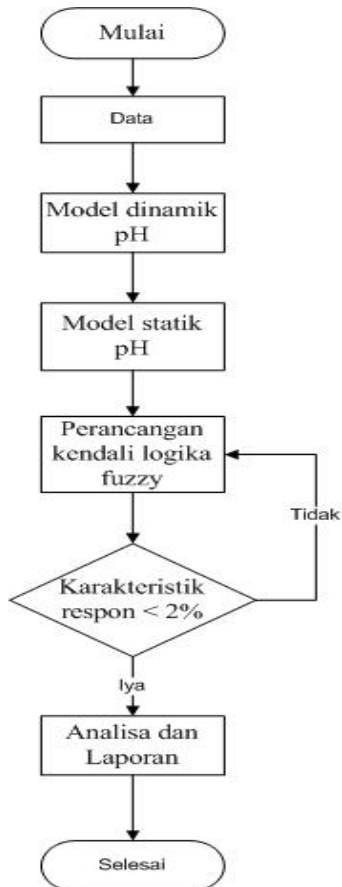 Mulai
Data
Model dinamik
pH
Model statik
pH
Perancangan
kendali logika
fuzzy
Tidak
Karakteristik
respon < 2%
Iya
Analisa dan
Laporan
Selesai